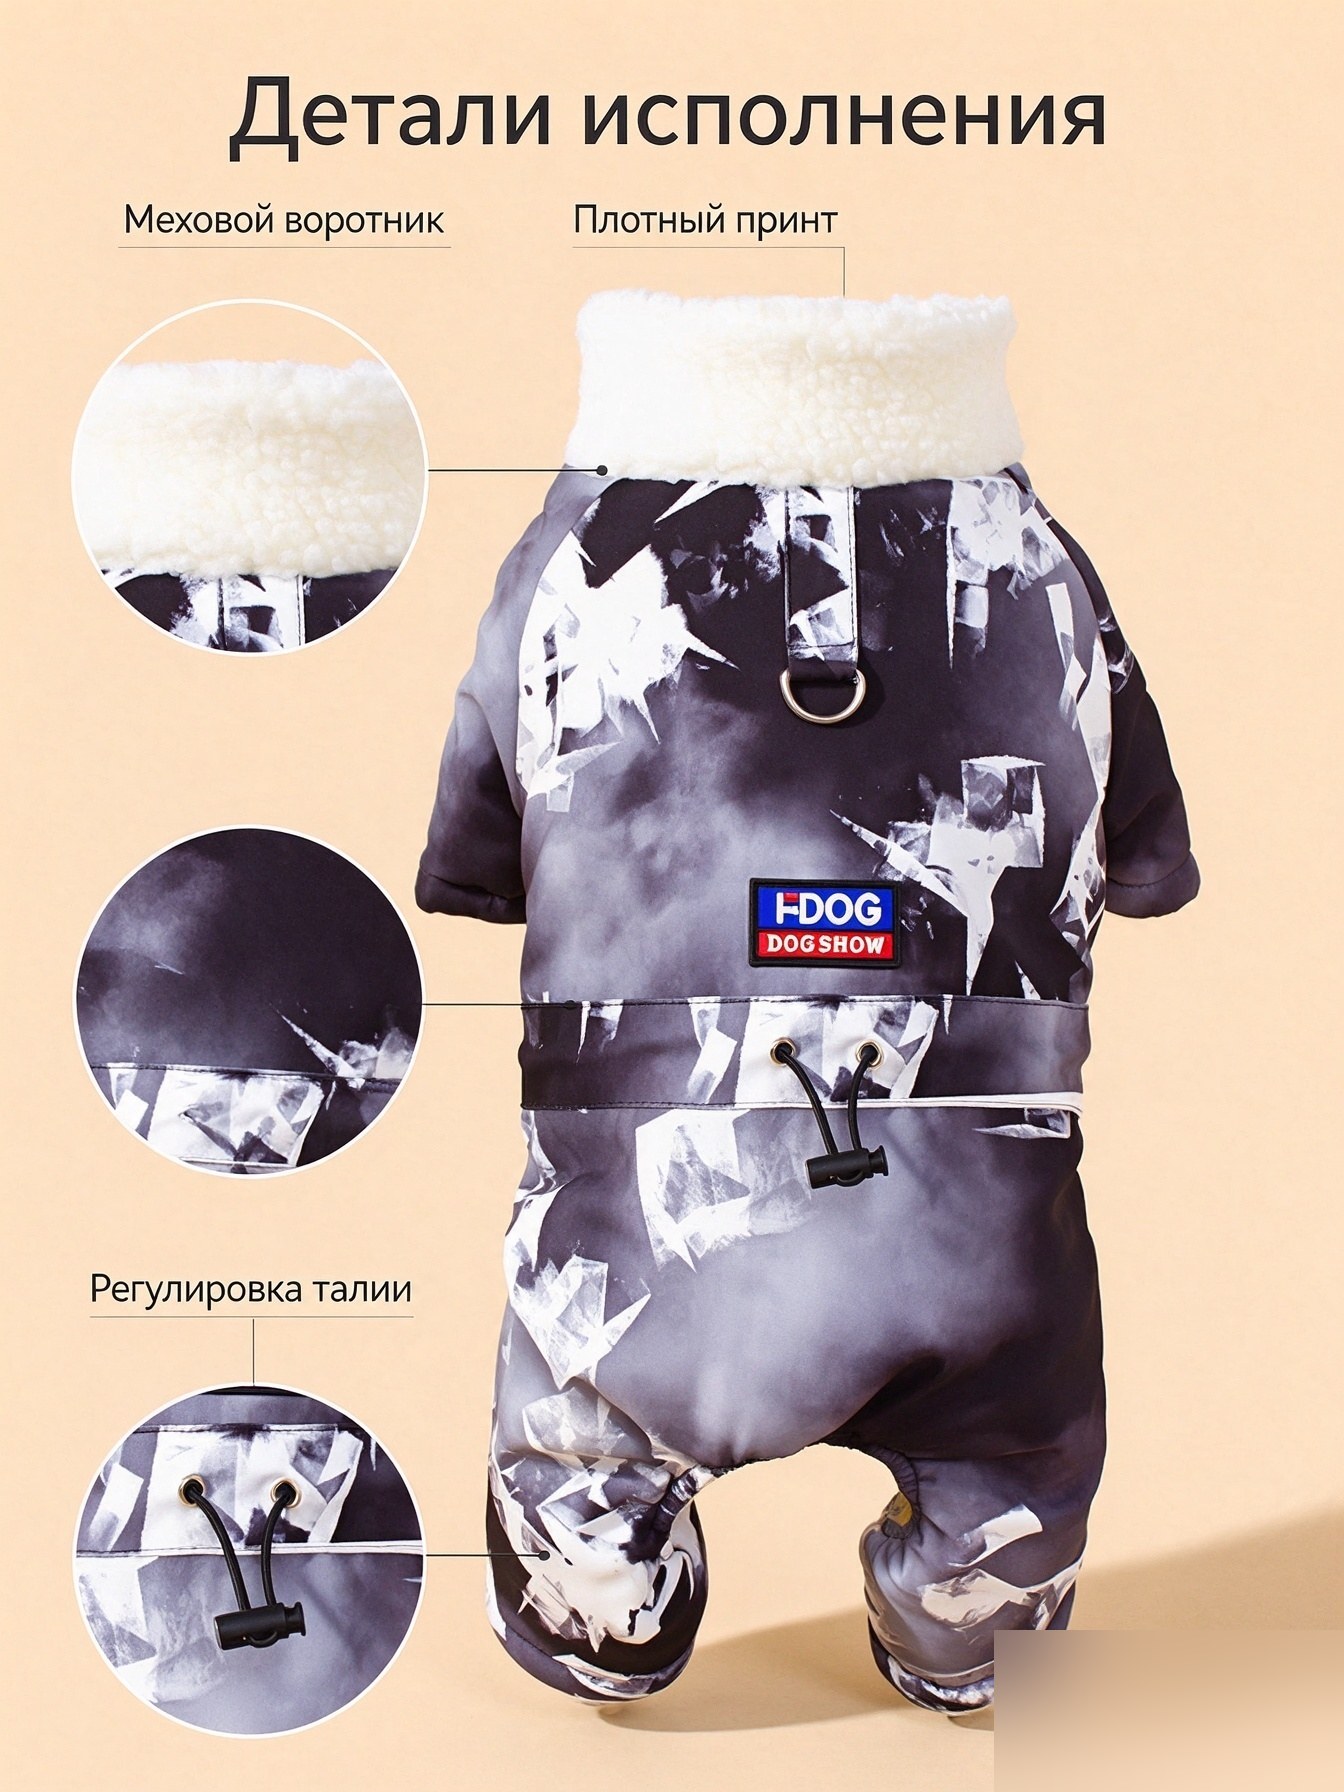 Детали исполнения
Меховой воротник
Плотный принт
DOG
DOG SHOW
Регулировка талии